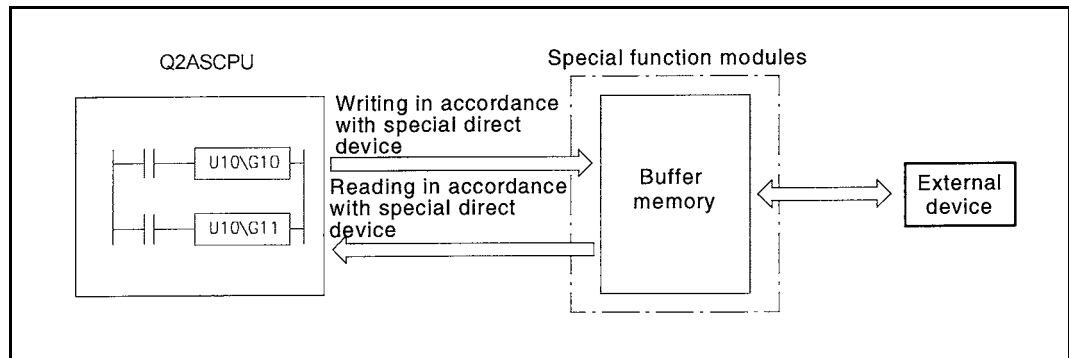 Q2ASCPU
Special function modules
Writing in accordance
with special direct
device
U10\G10
Reading in accordance
with special direct
device
U10\G11
Buffer
memory
External
device